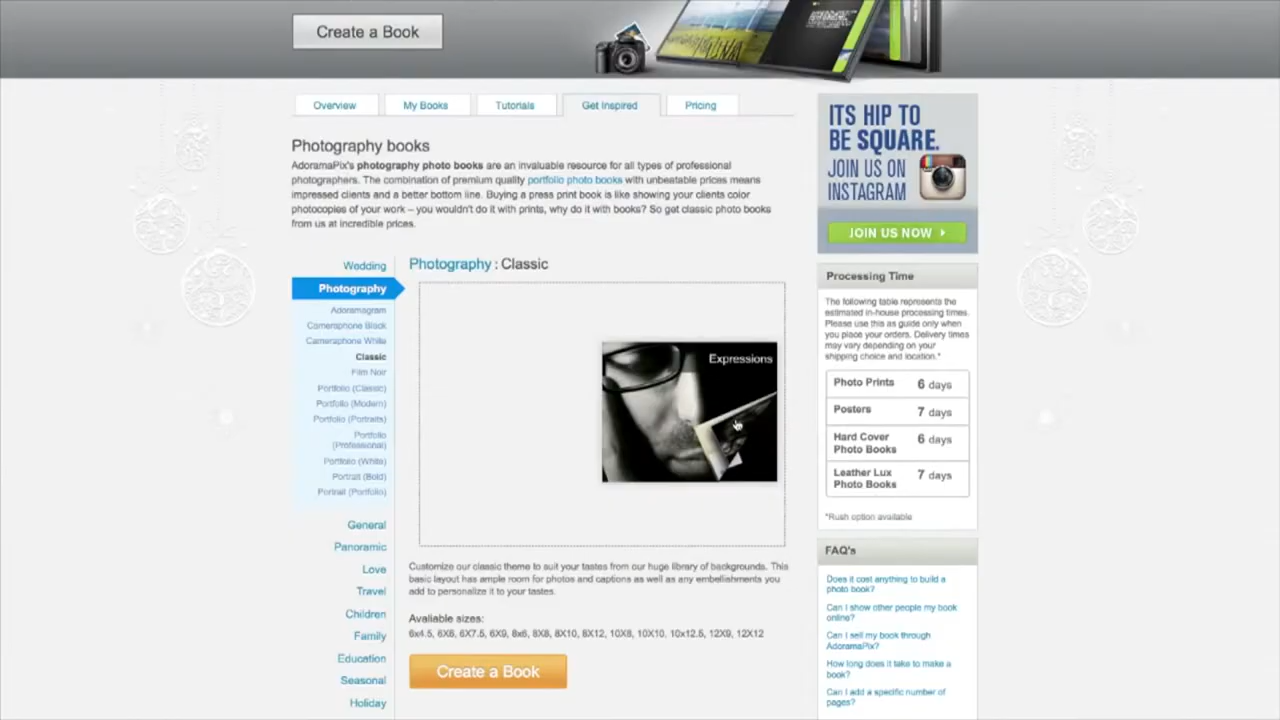 Create a Book
Overview
My Books
Tutorials
Get Inspired
Pricing
Photography books
AdoramaPix's photography photo books are an invaluable resource for all types of professional
photographers. The combination of premium quality portfolio photo books with unbeatable prices means
impressed clients and a better bottom line. Buying a press print book is like showing your clients color
photocopies of your work – you wouldn't do it with prints, why do it with books? So get classic photo books
from us at incredible prices.
Wedding
Photography
Adoramagram
Cameraphone Black
Cameraphone White
Classic
Film Noir
Portfolio (Classic)
Portfolio (Modern)
Portfolio (Portraits)
Portfolio
(Professional)
Portfolio (White)
Portrait (Bold)
Portrait (Portfolio)
General
Panoramic
Love
Travel
Children
Family
Education
Seasonal
Holiday
Photography : Classic
Expressions
Customize our classic theme to suit your tastes from our huge library of backgrounds. This
basic layout has ample room for photos and captions as well as any embellishments you
add to personalize it to your tastes.
Available sizes:
6x4.5, 6X6, 6X7.5, 6X9, 8x6, 8X8, 8X10, 8X12, 10X8, 10X10, 10x12.5, 12X9, 12X12
Create a Book
ITS HIP TO
BE SQUARE.
JOIN US ON
INSTAGRAM
JOIN US NOW
Processing Time
The following table represents the
estimated in-house processing times.
Please use this as guide only when
you place your orders. Delivery times
may vary depending on your
shipping choice and location.*
Photo Prints 6 days
Posters 7 days
Hard Cover
Photo Books 6 days
Leather Lux
Photo Books 7 days
*Rush option available
FAQ's
Does it cost anything to build a
photo book?
Can I show other people my book
online?
Can I sell my book through
AdoramaPix?
How long does it take to make a
book?
Can I add a specific number of
pages?